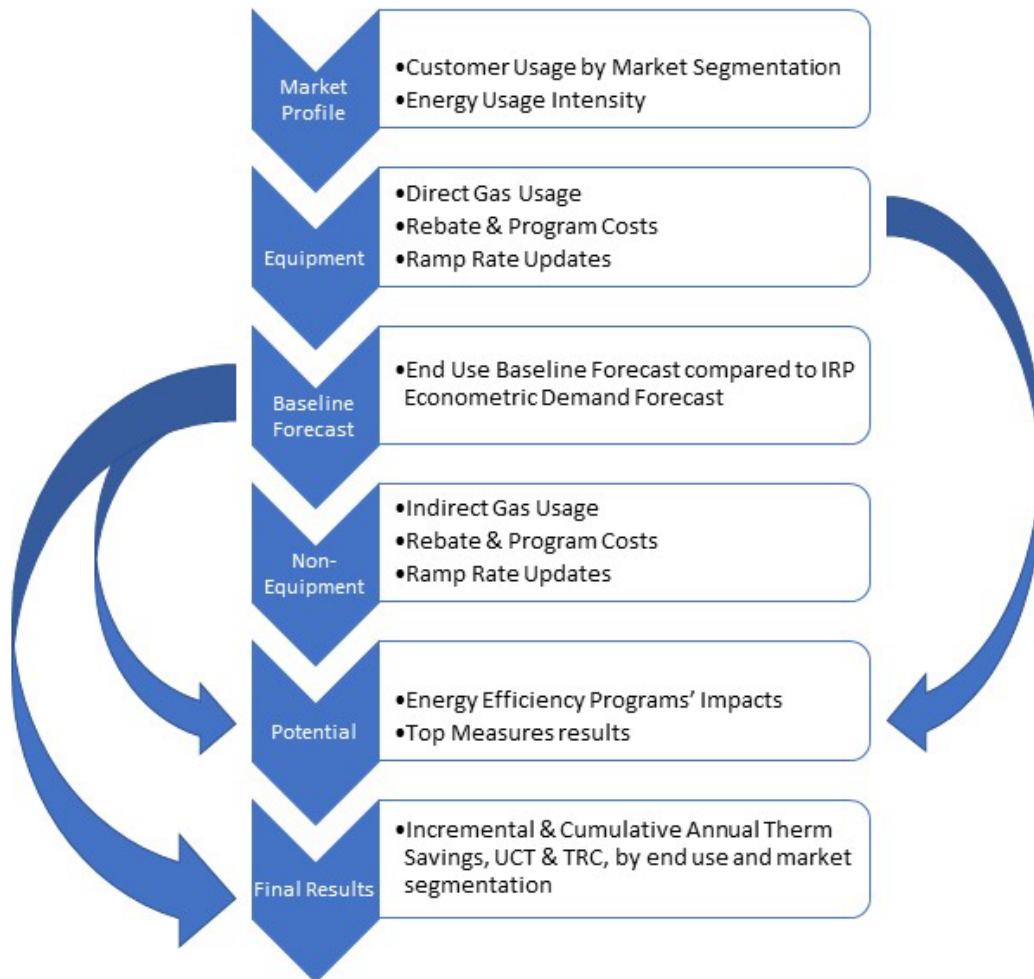 Market
Profile
•Customer Usage by Market Segmentation
•Energy Usage Intensity
Equipment
•Direct Gas Usage
•Rebate & Program Costs
•Ramp Rate Updates
Baseline
Forecast
•End Use Baseline Forecast compared to IRP
Econometric Demand Forecast
Non-
Equipment
•Indirect Gas Usage
•Rebate & Program Costs
•Ramp Rate Updates
Potential
•Energy Efficiency Programs’ Impacts
•Top Measures results
Final Results
•Incremental & Cumulative Annual Therm
Savings, UCT & TRC, by end use and market
segmentation